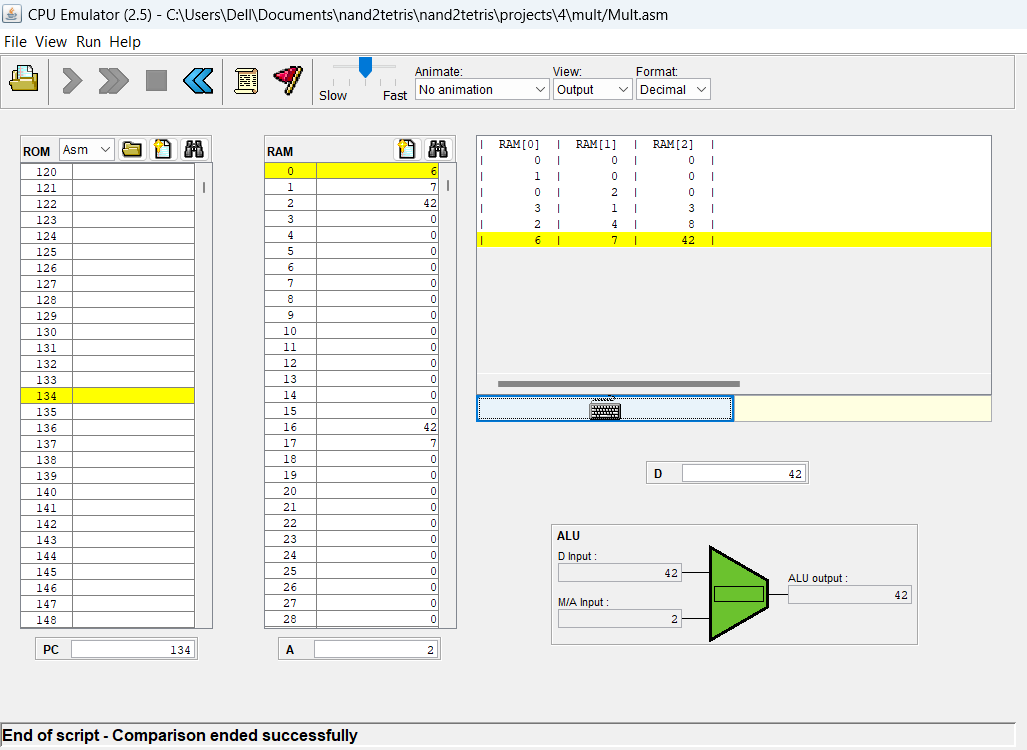 CPU Emulator (2.5) - C:\Users\Dell\Documents\nand2tetris\nand2tetris\projects\4\mult/Mult.asm
File View Run Help
Slow Fast
Animate:
No animation
View:
Output
Format:
Decimal
ROM Asm
120
121
122
123
124
125
126
127
128
129
130
131
132
133
134
135
136
137
138
139
140
141
142
143
144
145
146
147
148
PC 134
RAM
0 6
1 7
2 42
3 0
4 0
5 0
6 0
7 0
8 0
9 0
10 0
11 0
12 0
13 0
14 0
15 0
16 42
17 7
18 0
19 0
20 0
21 0
22 0
23 0
24 0
25 0
26 0
27 0
28 0
A 2
| RAM[0] | RAM[1] | RAM[2] |
| 0 | 0 | 0 |
| 1 | 0 | 0 |
| 0 | 2 | 0 |
| 3 | 1 | 3 |
| 2 | 4 | 8 |
| 6 | 7 | 42 |
D 42
ALU
D Input :
42
M/A Input :
2
ALU output :
42
End of script - Comparison ended successfully